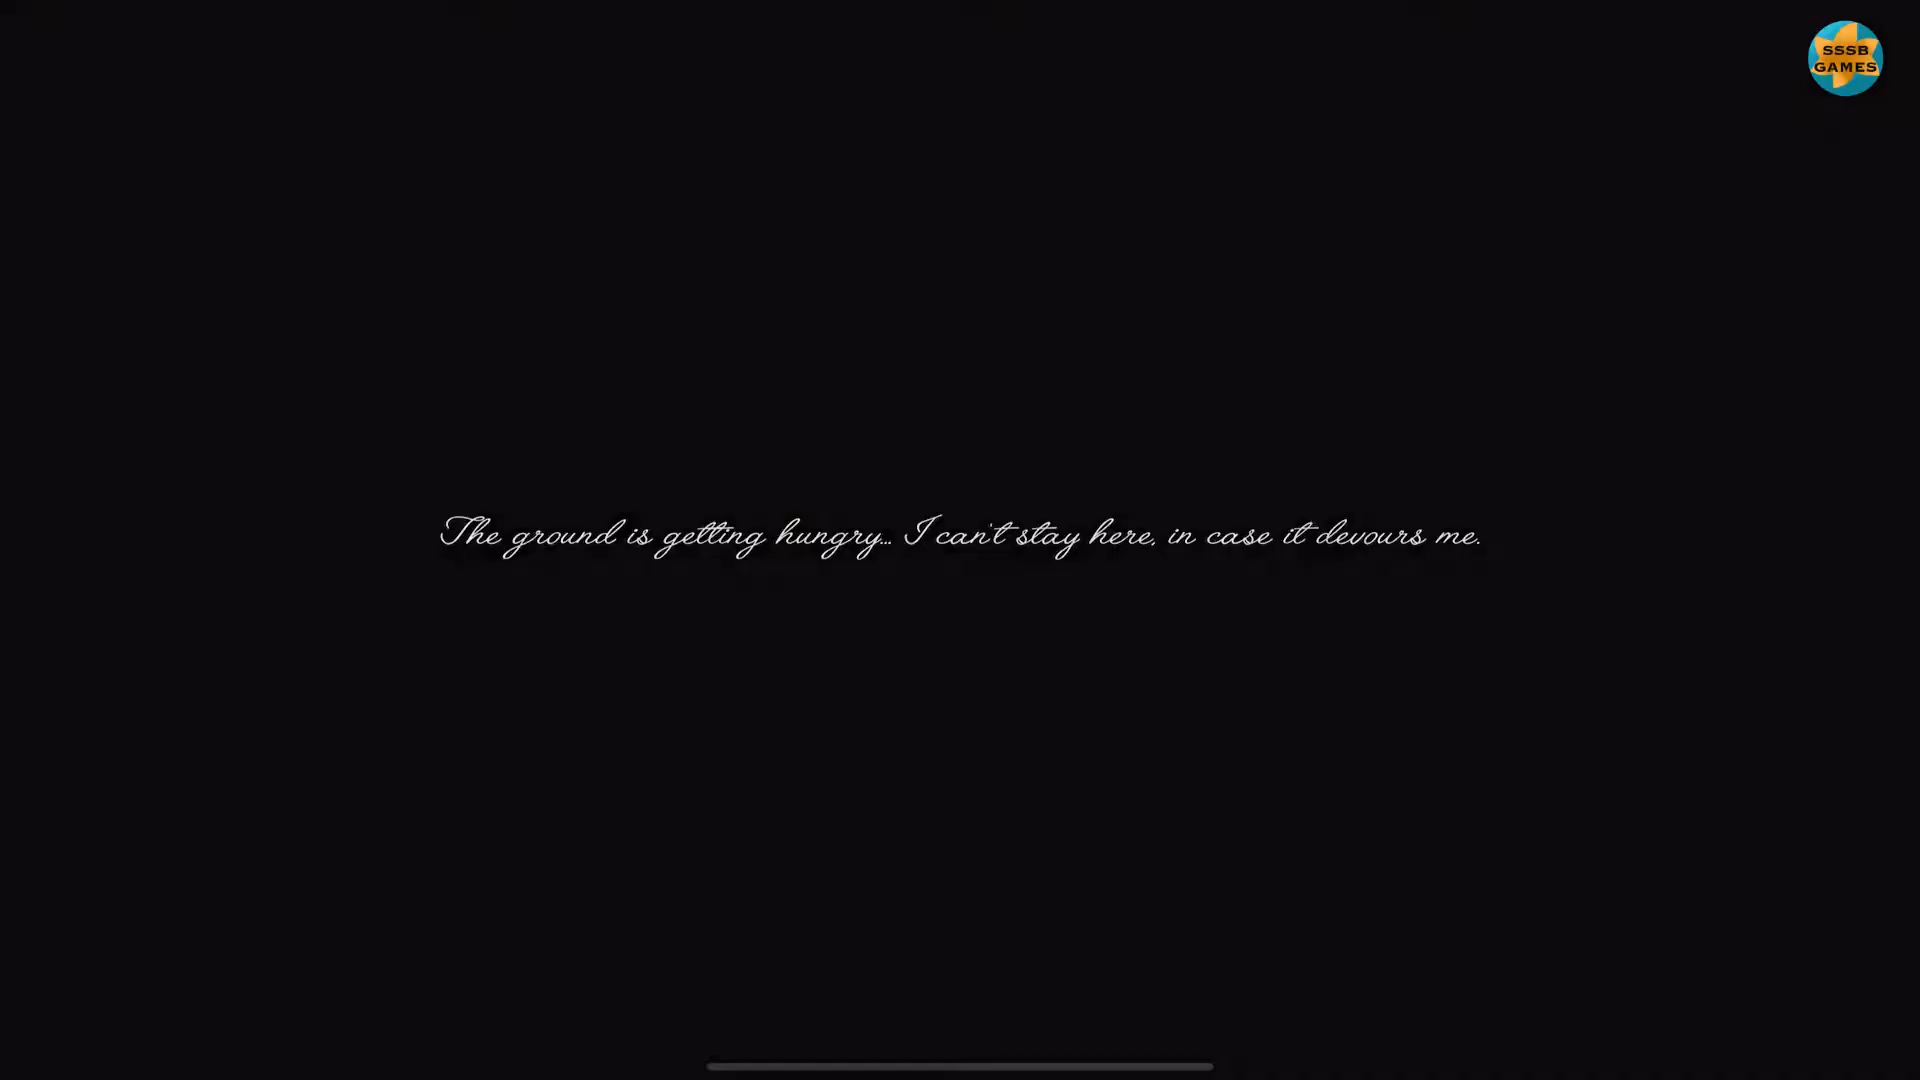 SSSB
GAMES
The ground is getting hungry... I can't stay here, in case it devours me.